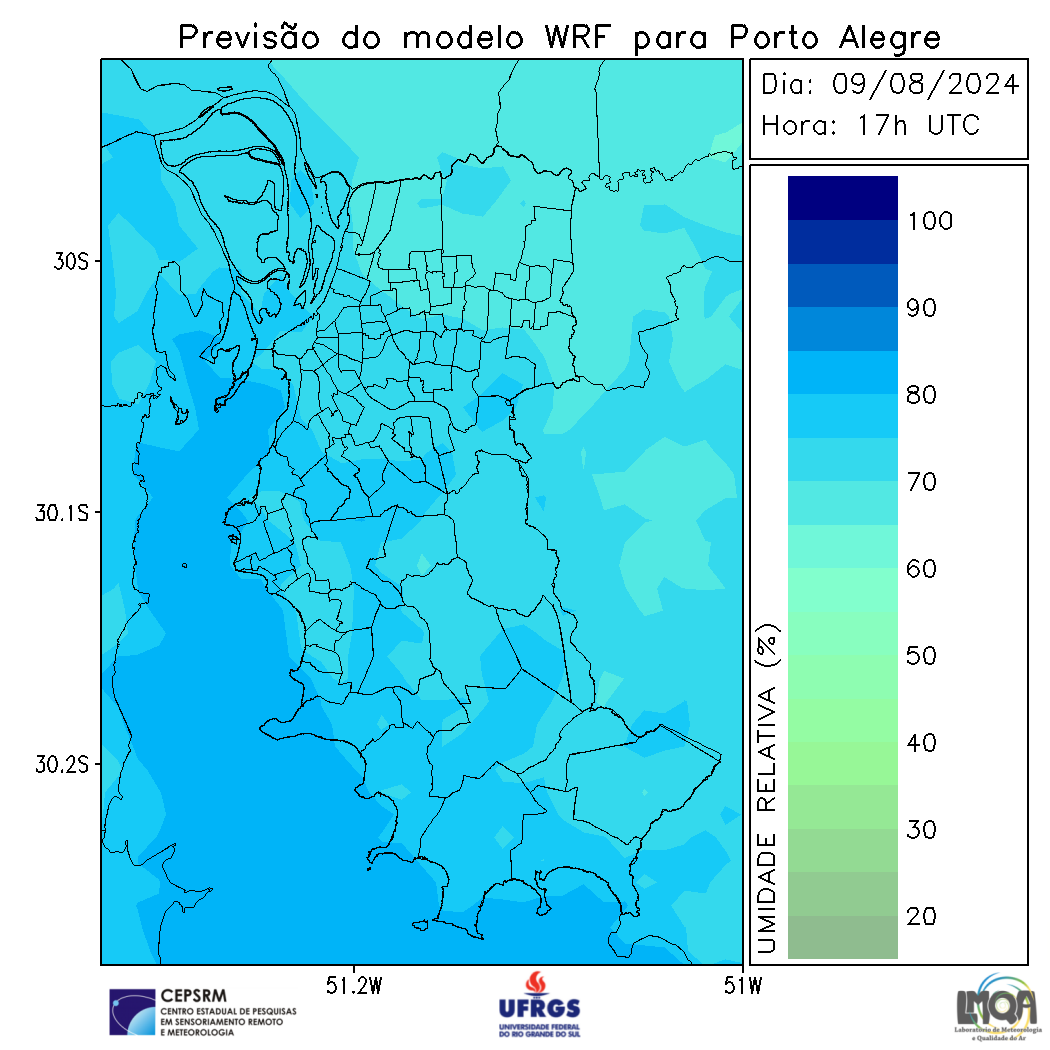 Previsão do modelo WRF para Porto Alegre
Dia: 09/08/2024
Hora: 17h UTC
30S
30.1S
30.2S
51.2W
51W
100
90
80
70
60
50
40
30
20
UMIDADE RELATIVA (%)
CEPSRM
CENTRO ESTADUAL DE PESQUISAS
EM SENSORIAMENTO REMOTO
E METEOROLOGIA
UFRGS
UNIVERSIDADE FEDERAL
DO RIO GRANDE DO SUL
LMQA
Laboratório de Meteorologia
e Qualidade do Ar